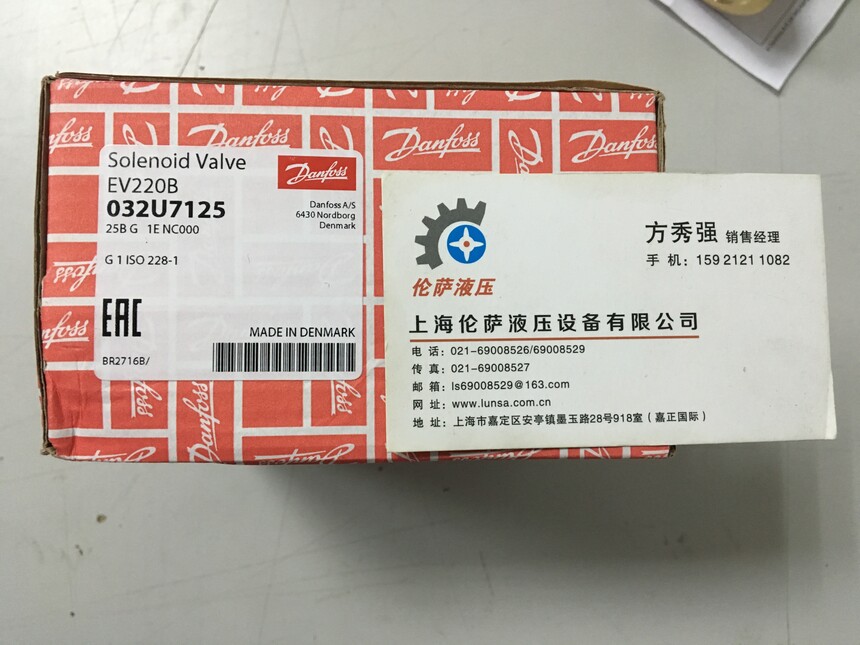 Solenoid Valve
EV220B
032U7125
25B G 1E NC000
G 1 ISO 228-1
Danfoss
Danfoss A/S
6430 Nordborg
Denmark
EAC
MADE IN DENMARK
BR2716B/
Danfoss
Danfoss
Danfoss
伦萨液压
方秀强 销售经理
手 机：159 2121 1082
上海伦萨液压设备有限公司
电 话：021-69008526/69008529
传 真：021-69008527
邮 箱：ls69008529@163.com
网 址：www.lunsa.com.cn
地 址：上海市嘉定区安亭镇墨玉路28号918室（嘉正国际）